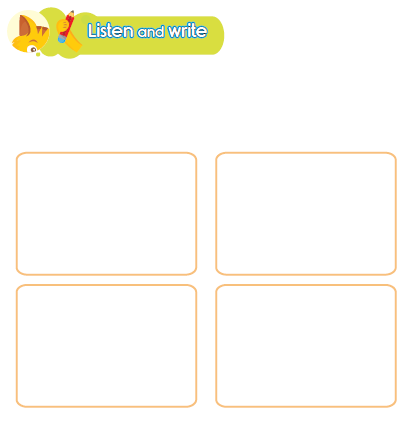 Listen and write